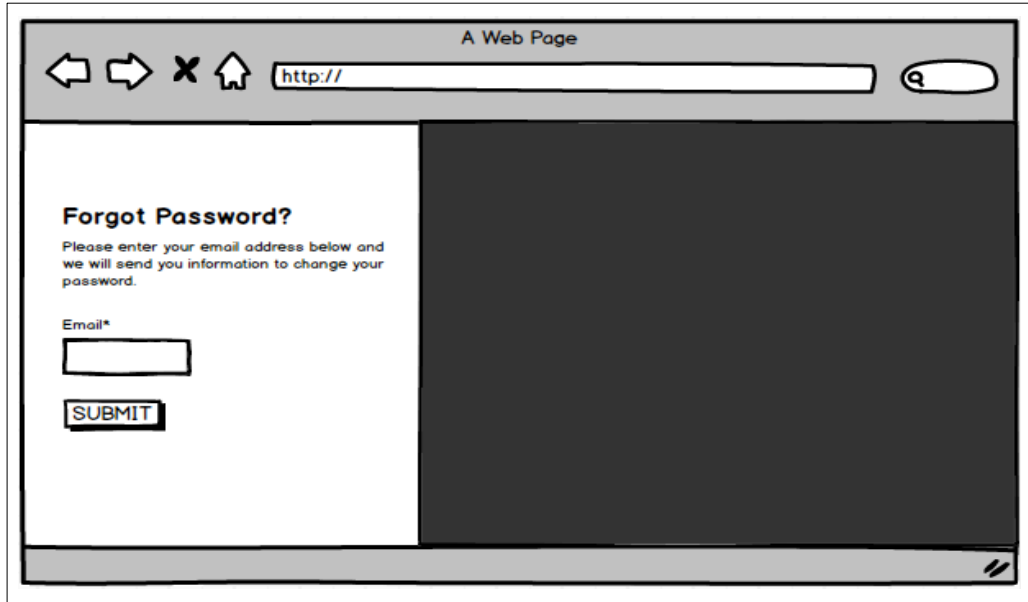 A Web Page
http://
Forgot Password?
Please enter your email address below and
we will send you information to change your
password.
Email*
SUBMIT